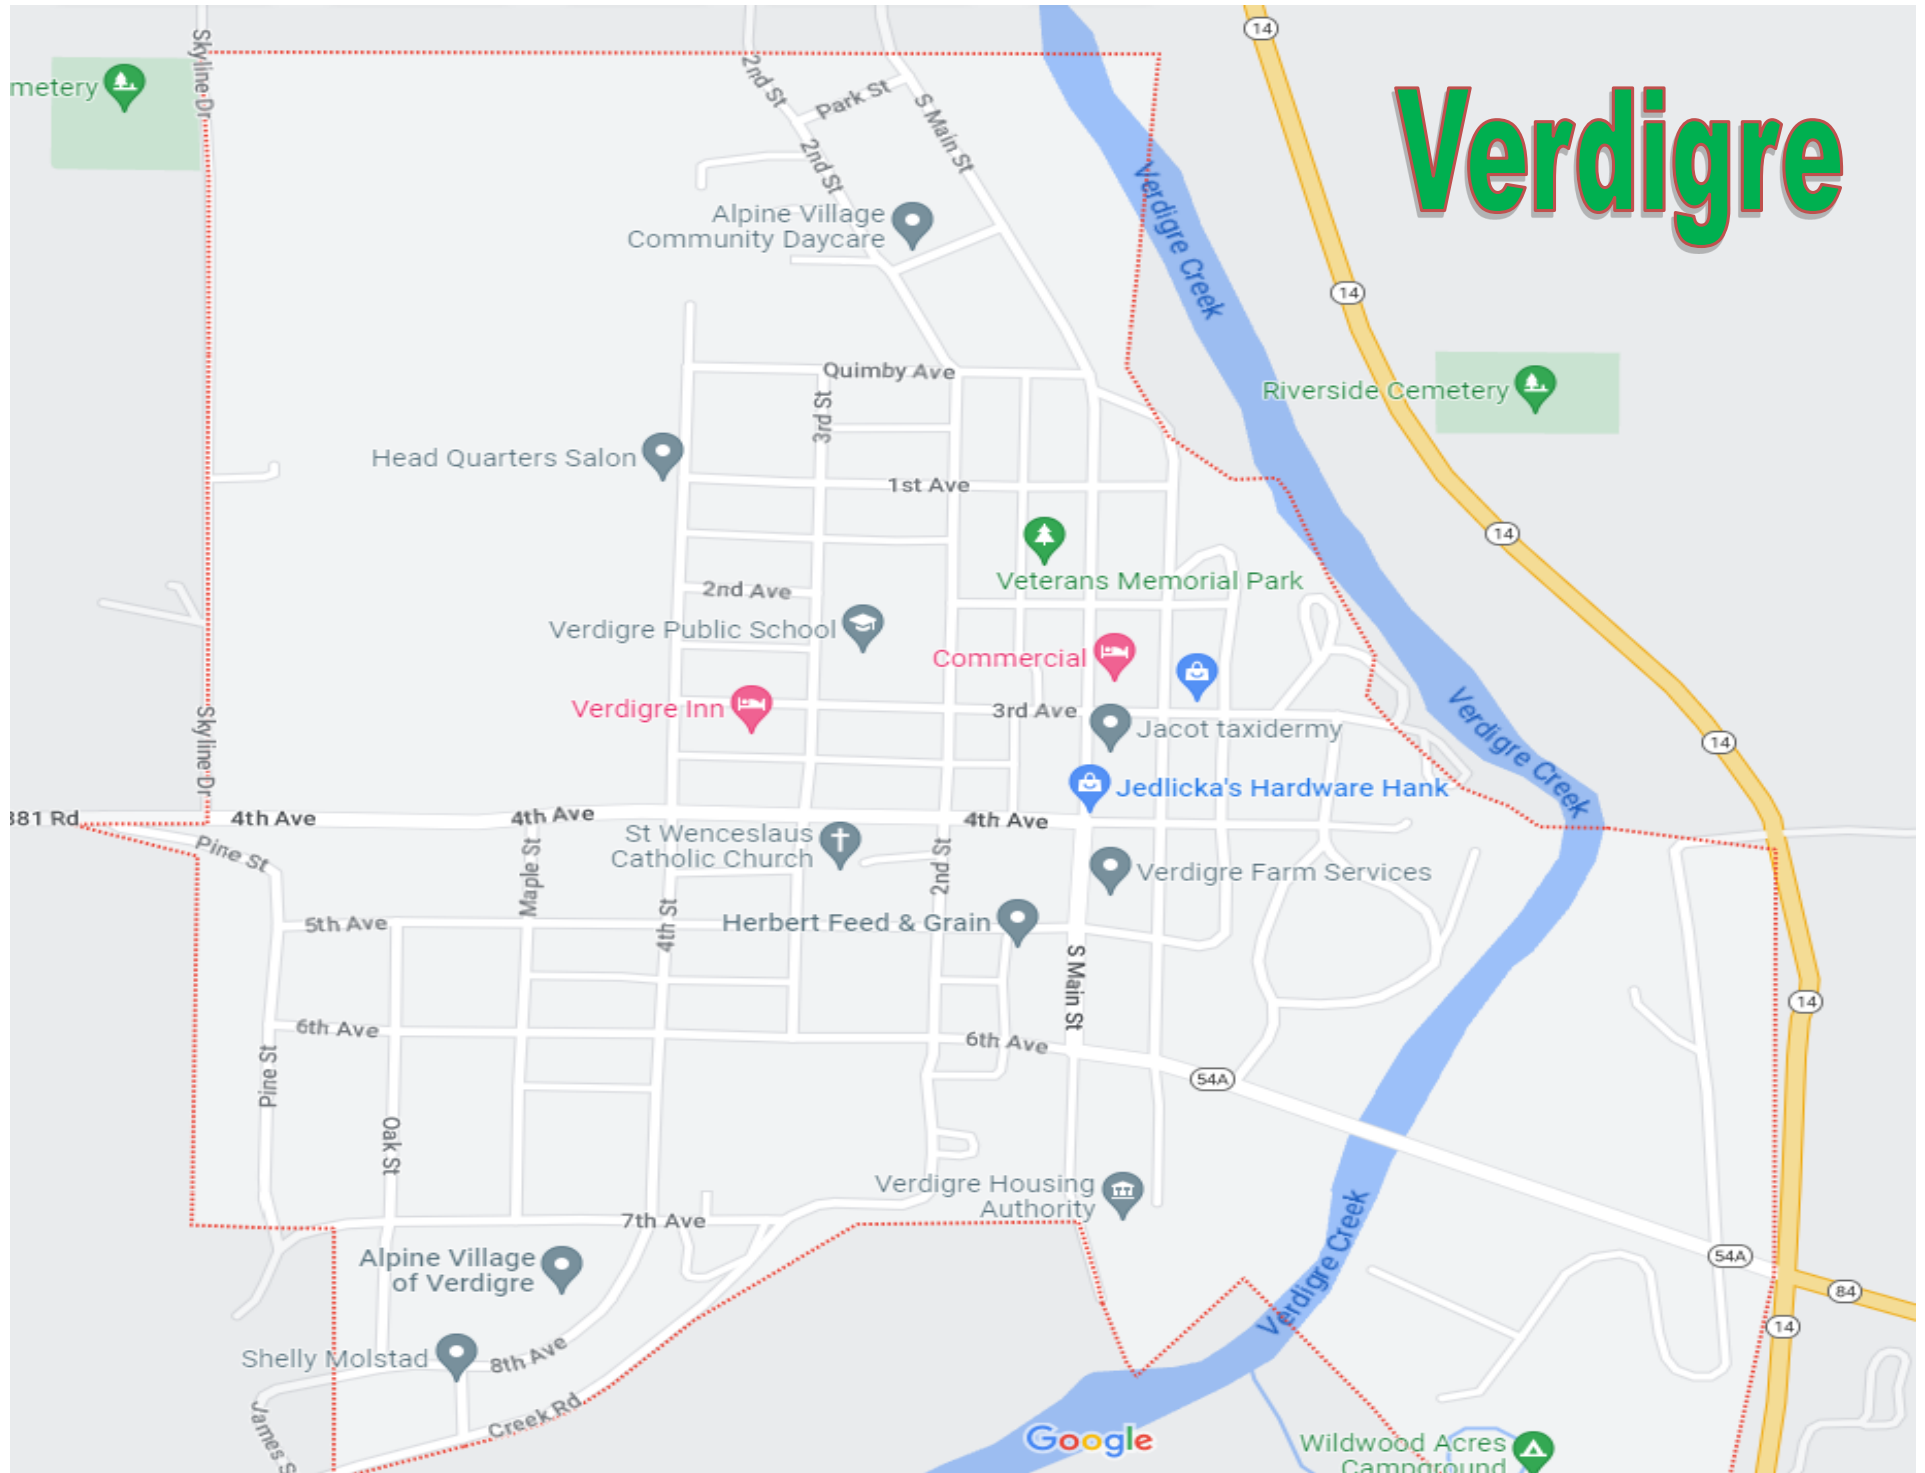 14
Skyline Dr
metery
2nd St
Park St
S Main St
Verdigre
2nd St
Verdigre Creek
Alpine Village
Community Daycare
14
Quimby Ave
3rd St
Riverside Cemetery
Head Quarters Salon
1st Ave
14
Veterans Memorial Park
2nd Ave
Verdigre Public School
Commercial
Verdigre Inn
3rd Ave
Jacot taxidermy
Verdigre Creek
14
Skyline Dr
Jedlicka's Hardware Hank
381 Rd
4th Ave
4th Ave
4th Ave
St Wenceslaus
Catholic Church
Pine St
Maple St
2nd St
Verdigre Farm Services
5th Ave
4th St
Herbert Feed & Grain
S Main St
14
6th Ave
6th Ave
Pine St
54A
Oak St
Verdigre Housing
Authority
7th Ave
Verdigre Creek
54A
Alpine Village
of Verdigre
84
14
Shelly Molstad
8th Ave
Creek Rd
James S
Google
Wildwood Acres
Campground